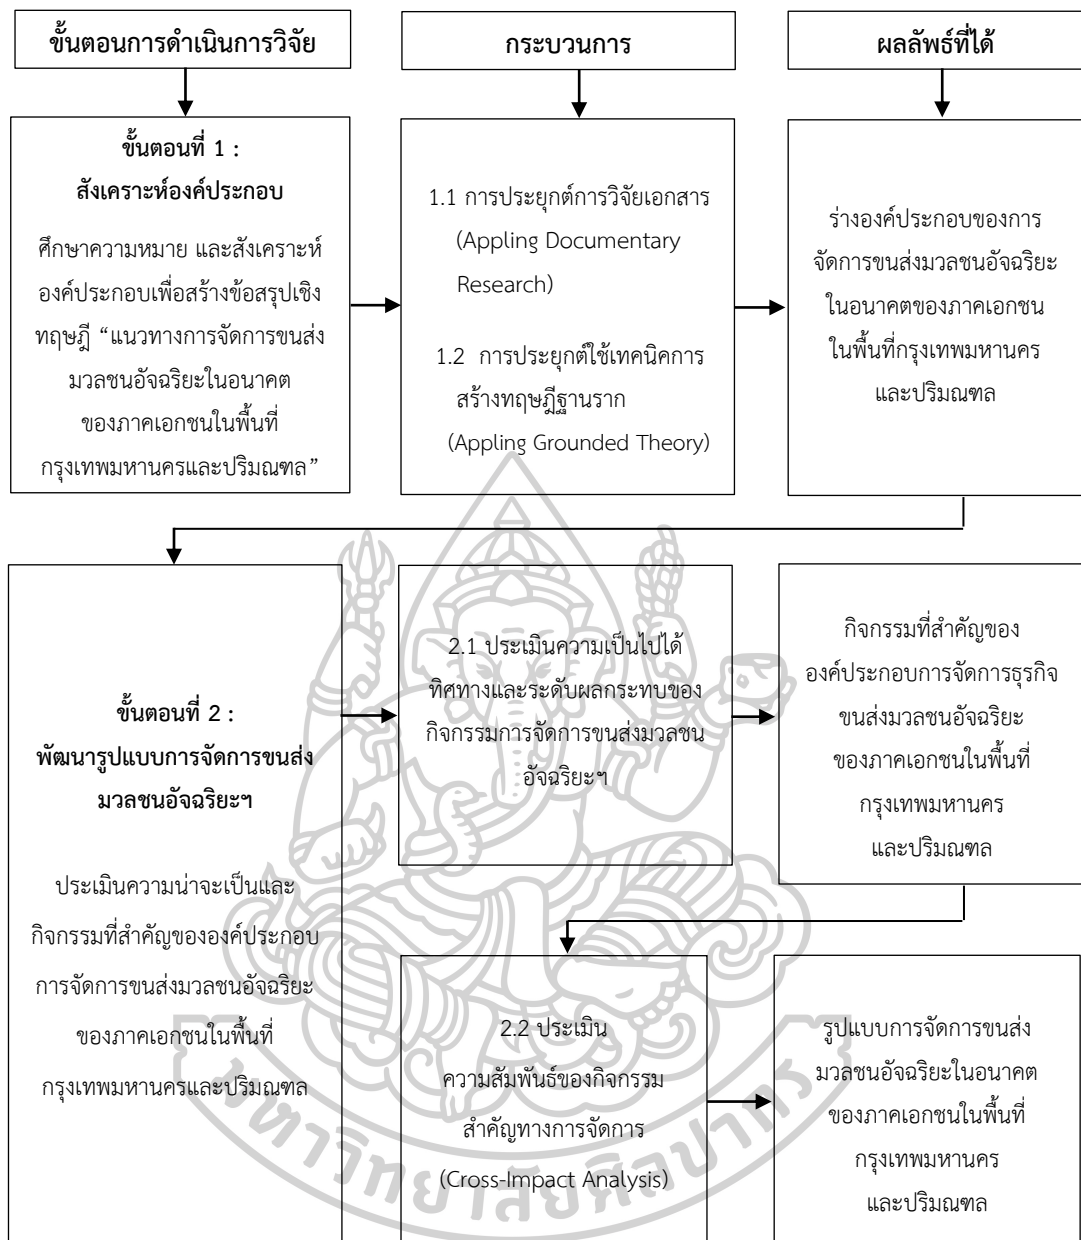 ขั้นตอนการดำเนินการวิจัย
กระบวนการ
ผลลัพธ์ที่ได้
ขั้นตอนที่ 1 :
สังเคราะห์องค์ประกอบ
ศึกษาความหมาย และสังเคราะห์
องค์ประกอบเพื่อสร้างข้อสรุปเชิง
ทฤษฎี “แนวทางการจัดการขนส่ง
มวลชนอัจฉริยะในอนาคต
ของภาคเอกชนในพื้นที่
กรุงเทพมหานครและปริมณฑล”
1.1 การประยุกต์การวิจัยเอกสาร
(Appling Documentary
Research)
1.2 การประยุกต์ใช้เทคนิคการ
สร้างทฤษฎีฐานราก
(Appling Grounded Theory)
ร่างองค์ประกอบของการ
จัดการขนส่งมวลชนอัจฉริยะ
ในอนาคตของภาคเอกชน
ในพื้นที่กรุงเทพมหานคร
และปริมณฑล
ขั้นตอนที่ 2 :
พัฒนารูปแบบการจัดการขนส่ง
มวลชนอัจฉริยะฯ
ประเมินความน่าจะเป็นและ
กิจกรรมที่สำคัญขององค์ประกอบ
การจัดการขนส่งมวลชนอัจฉริยะ
ของภาคเอกชนในพื้นที่
กรุงเทพมหานครและปริมณฑล
2.1 ประเมินความเป็นไปได้
ทิศทางและระดับผลกระทบของ
กิจกรรมการจัดการขนส่งมวลชน
อัจฉริยะฯ
กิจกรรมที่สำคัญของ
องค์ประกอบการจัดการธุรกิจ
ขนส่งมวลชนอัจฉริยะ
ของภาคเอกชนในพื้นที่
กรุงเทพมหานคร
และปริมณฑล
2.2 ประเมิน
ความสัมพันธ์ของกิจกรรม
สำคัญทางการจัดการ
(Cross-Impact Analysis)
รูปแบบการจัดการขนส่ง
มวลชนอัจฉริยะในอนาคต
ของภาคเอกชนในพื้นที่
กรุงเทพมหานคร
และปริมณฑล
มหาวิทยาลัยศิลปากร